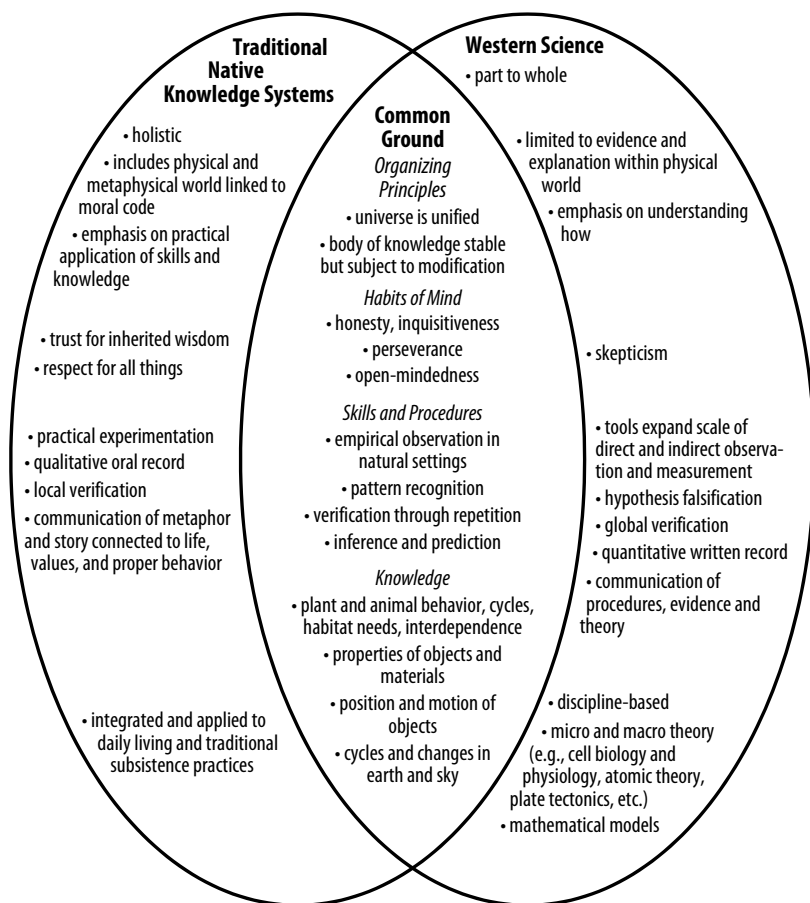 Traditional
Native
Knowledge Systems
• holistic
• includes physical and
metaphysical world linked to
moral code
• emphasis on practical
application of skills and
knowledge
• trust for inherited wisdom
• respect for all things
• practical experimentation
• qualitative oral record
• local verification
• communication of metaphor
and story connected to life,
values, and proper behavior
• integrated and applied to
daily living and traditional
subsistence practices
Common
Ground
Organizing
Principles
• universe is unified
• body of knowledge stable
but subject to modification
Habits of Mind
• honesty, inquisitiveness
• perseverance
• open-mindedness
Skills and Procedures
• empirical observation in
natural settings
• pattern recognition
• verification through repetition
• inference and prediction
Knowledge
• plant and animal behavior, cycles,
habitat needs, interdependence
• properties of objects and
materials
• position and motion of
objects
• cycles and changes in
earth and sky
Western Science
• part to whole
• limited to evidence and
explanation within physical
world
• emphasis on understanding
how
• skepticism
• tools expand scale of
direct and indirect observa-
tion and measurement
• hypothesis falsification
• global verification
• quantitative written record
• communication of
procedures, evidence and
theory
• discipline-based
• micro and macro theory
(e.g., cell biology and
physiology, atomic theory,
plate tectonics, etc.)
• mathematical models